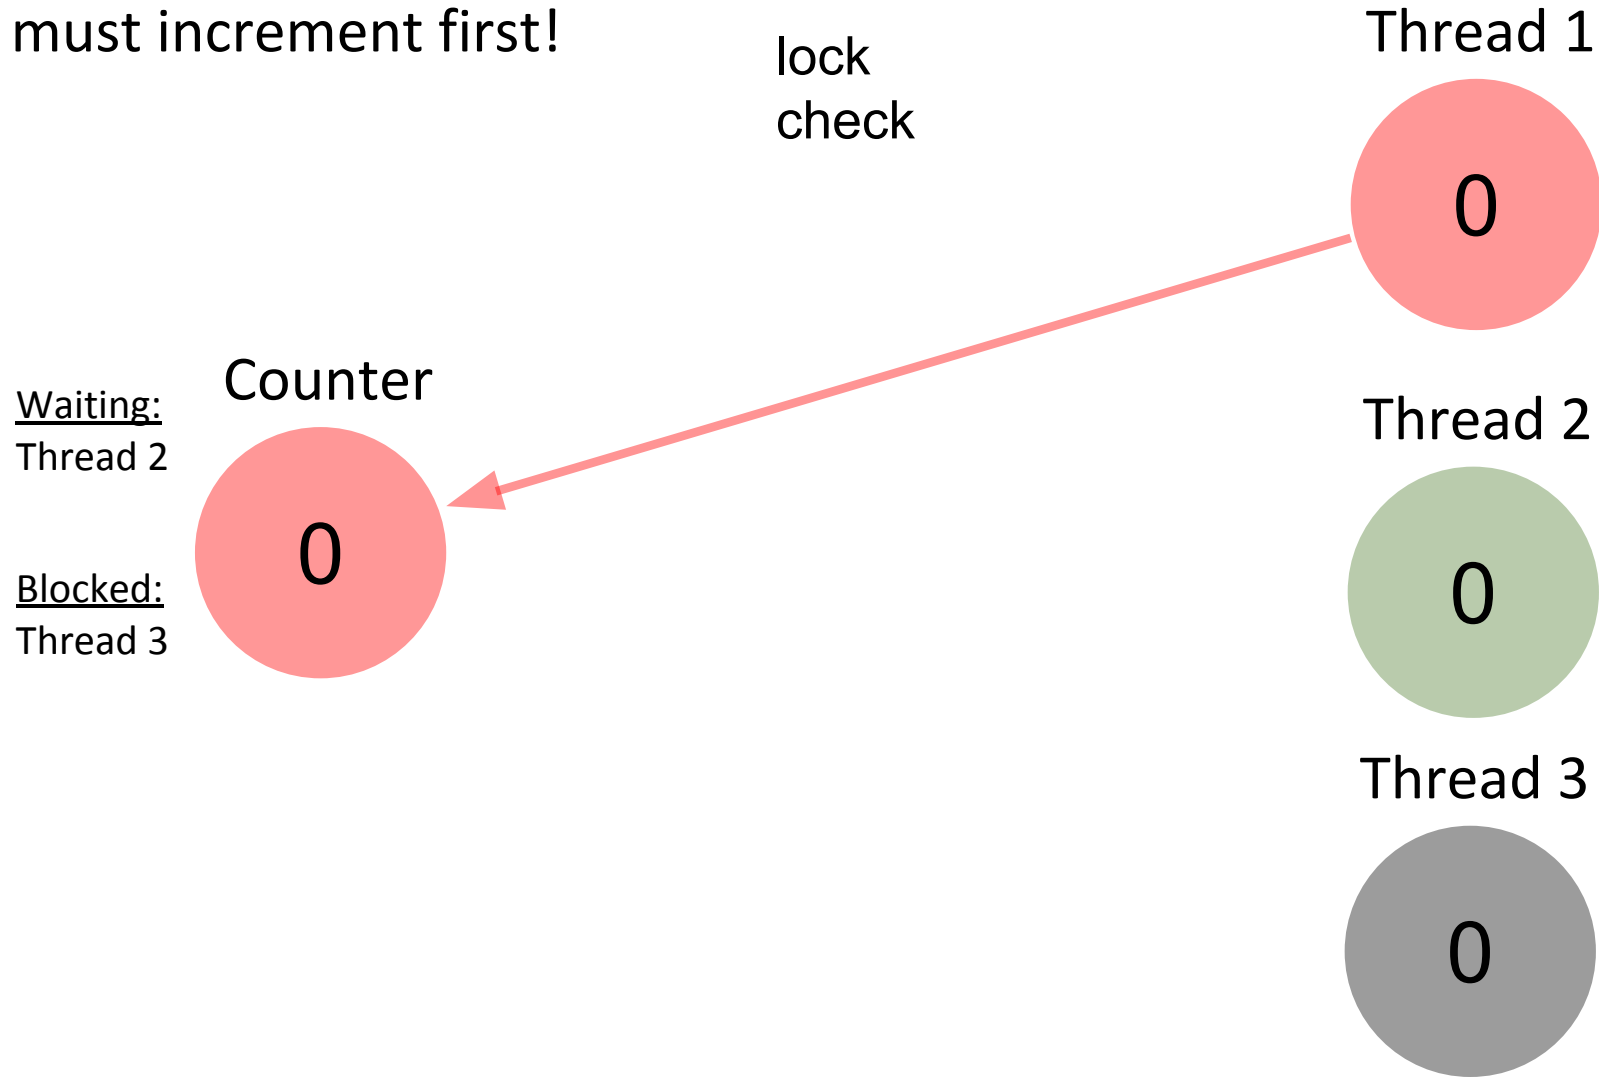 must increment first!
lock
check
Thread 1
0
Counter
Waiting:
Thread 2
0
Blocked:
Thread 3
Thread 2
0
Thread 3
0